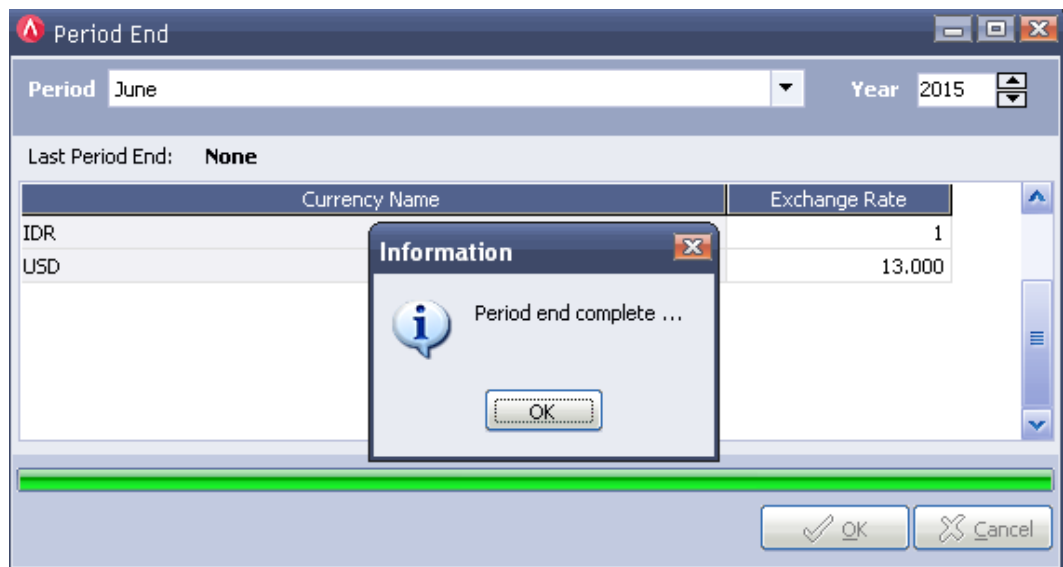 Period End
Period June Year 2015
Last Period End: None
Currency Name Exchange Rate
IDR 1
USD 13.000
Information
Period end complete ...
OK
OK Cancel